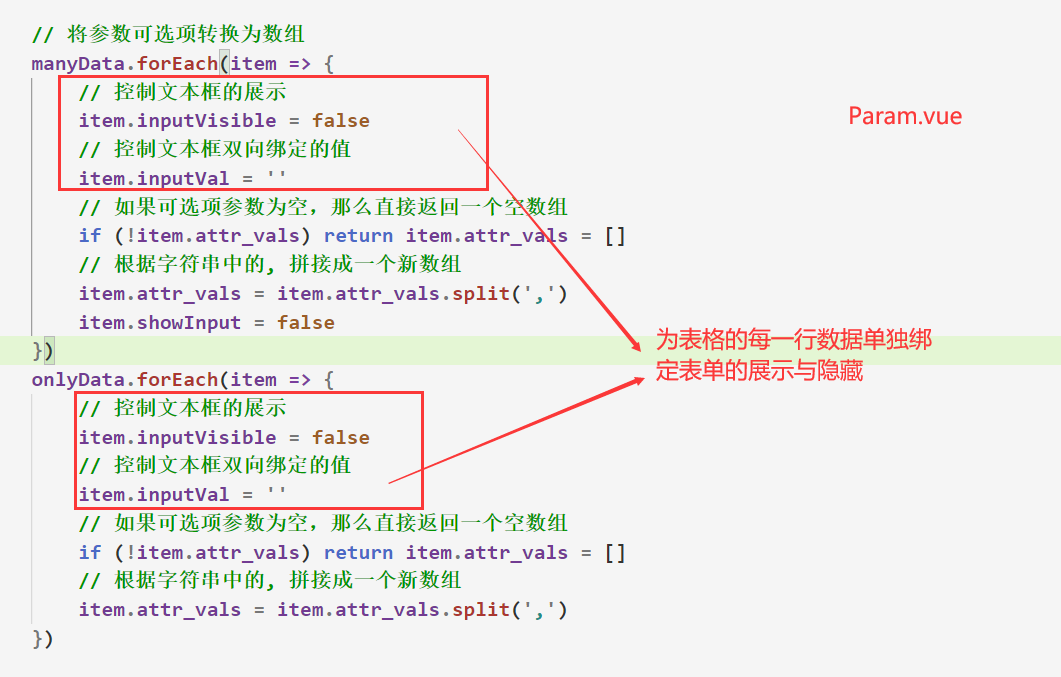 // 将参数可选项转换为数组
manyData.forEach(item => {
// 控制文本框的展示
item.inputVisible = false
// 控制文本框双向绑定的值
item.inputVal = ''
// 如果可选项参数为空，那么直接返回一个空数组
if (!item.attr_vals) return item.attr_vals = []
// 根据字符串中的, 拼接成一个新数组
item.attr_vals = item.attr_vals.split(',')
item.showInput = false
})
onlyData.forEach(item => {
// 控制文本框的展示
item.inputVisible = false
// 控制文本框双向绑定的值
item.inputVal = ''
// 如果可选项参数为空，那么直接返回一个空数组
if (!item.attr_vals) return item.attr_vals = []
// 根据字符串中的, 拼接成一个新数组
item.attr_vals = item.attr_vals.split(',')
})
Param.vue
为表格的每一行数据单独绑
定表单的展示与隐藏